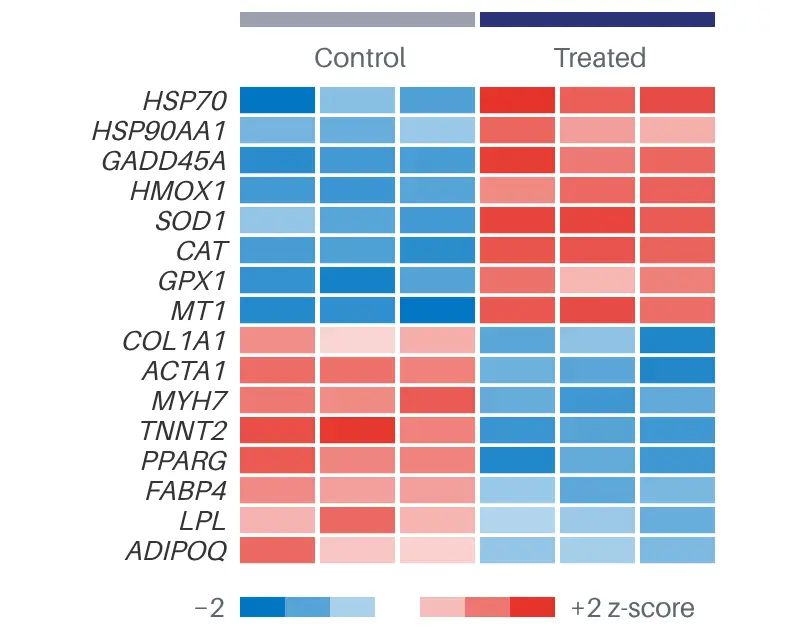 Control Treated
HSP70
HSP90AA1
GADD45A
HMOX1
SOD1
CAT
GPX1
MT1
COL1A1
ACTA1
MYH7
TNNT2
PPARG
FABP4
LPL
ADIPOQ
−2 +2 z-score